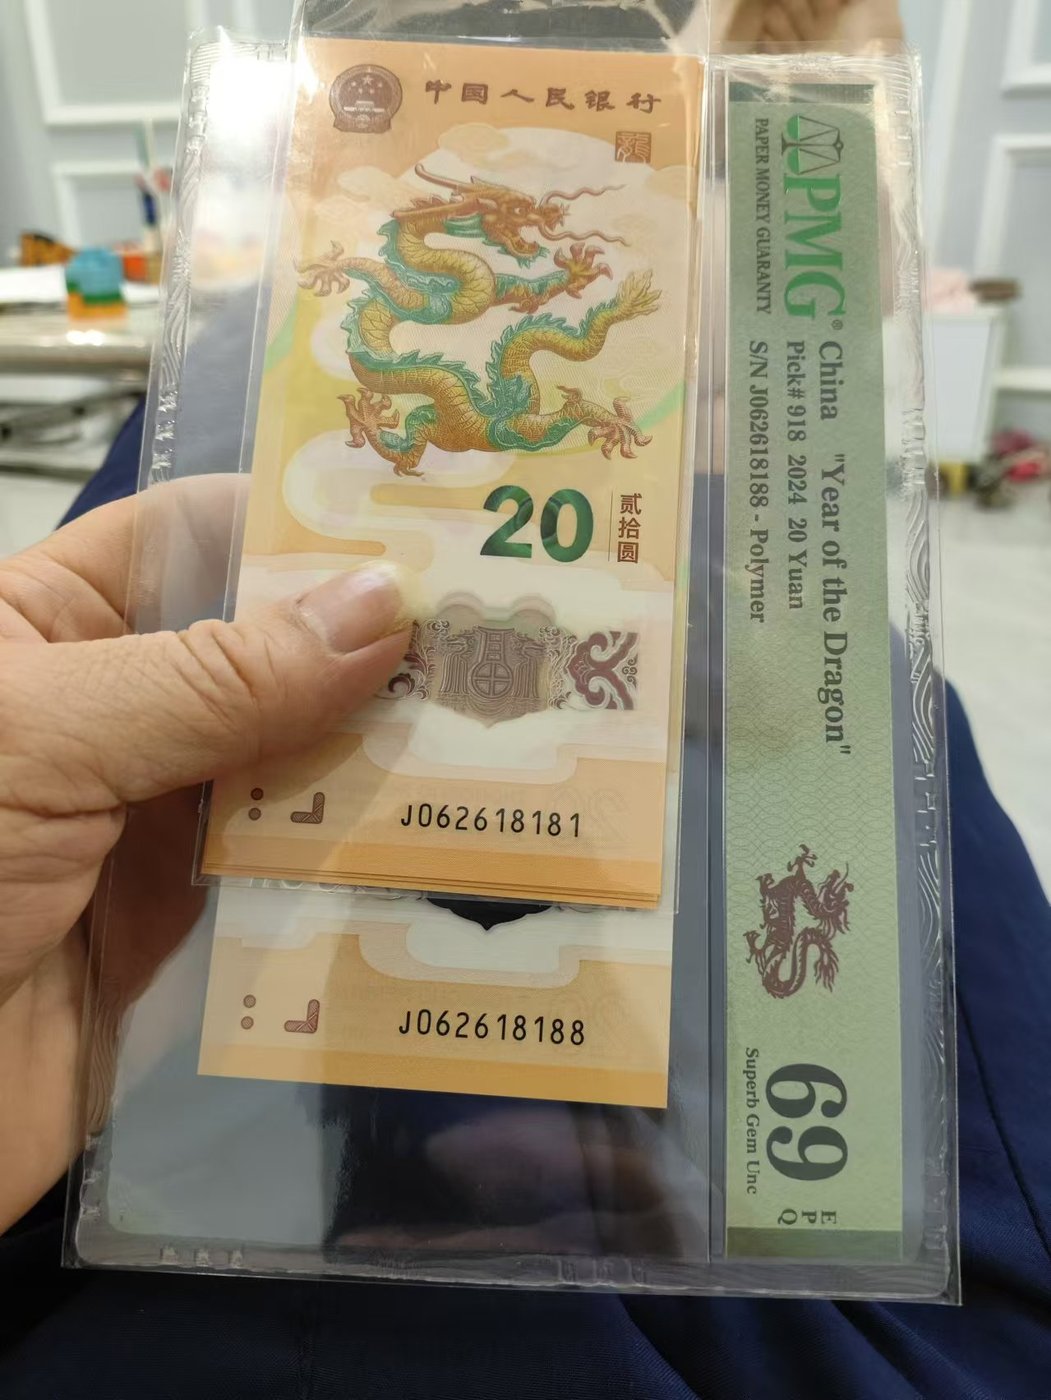 中国人民银行
龍
20
贰拾圆
J062618181
J062618188
PMG®
PAPER MONEY GUARANTY
China "Year of the Dragon"
Pick# 918 2024 20 Yuan
S/N J062618188 - Polymer
69
Superb Gem Unc
E
P
Q